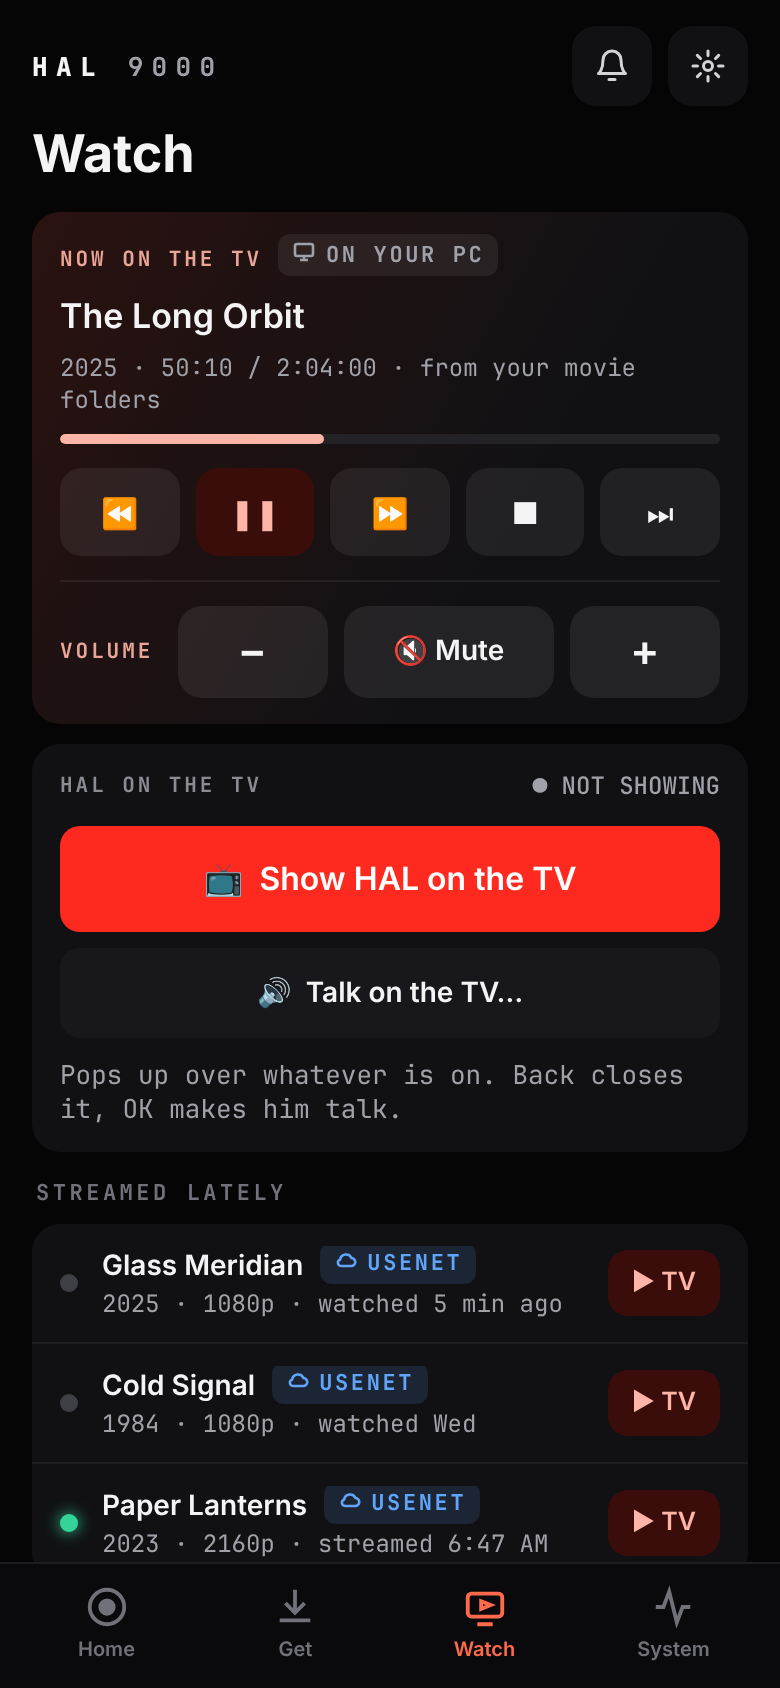 HAL 9000
Watch
NOW ON THE TV ON YOUR PC
The Long Orbit
2025 · 50:10 / 2:04:00 · from your movie
folders
VOLUME − Mute +
HAL ON THE TV NOT SHOWING
Show HAL on the TV
Talk on the TV...
Pops up over whatever is on. Back closes
it, OK makes him talk.
STREAMED LATELY
Glass Meridian USENET
2025 · 1080p · watched 5 min ago
TV
Cold Signal USENET
1984 · 1080p · watched Wed
TV
Paper Lanterns USENET
2023 · 2160p · streamed 6:47 AM
TV
Home Get Watch System